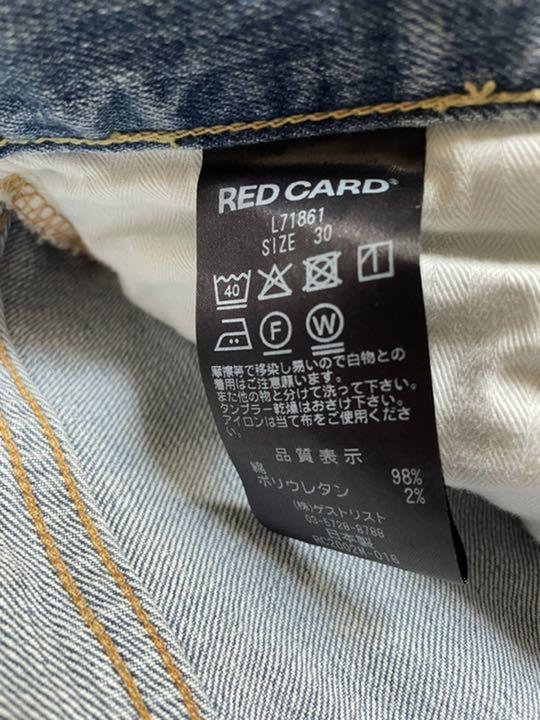 RED CARD®
L71861
SIZE 30
40
F W
摩擦等で移染し易いので白物との
着用はご注意願います。
また他の物と分けて洗って下さい。
タンブラー乾燥はおさけ下さい。
アイロンは当て布をご使用くださ
い。
品質表示
綿 98%
ポリウレタン 2%
(株)ゲストリスト
03-5728-8788
日本製
RC2002M-016